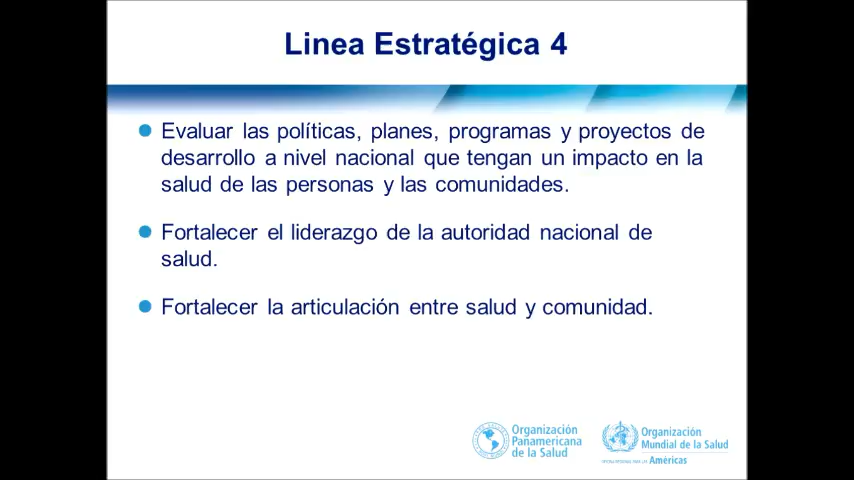 Linea Estratégica 4
Evaluar las políticas, planes, programas y proyectos de
desarrollo a nivel nacional que tengan un impacto en la
salud de las personas y las comunidades.
Fortalecer el liderazgo de la autoridad nacional de
salud.
Fortalecer la articulación entre salud y comunidad.
Organización
Panamericana
de la Salud
Organización
Mundial de la Salud
Américas